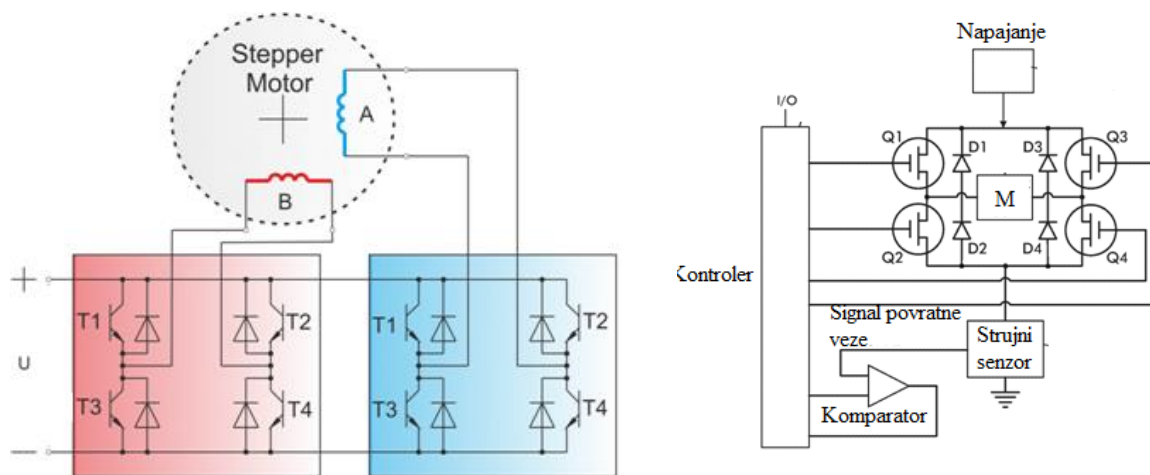 Stepper
Motor
A
B
+
U
—
T1
T2
T3
T4
T1
T2
T3
T4
Napajanje
I/O
Q1
D1
D3
Q3
M
Q2
D2
D4
Q4
Kontroler
Signal povratne
veze
Strujni
senzor
Komparator